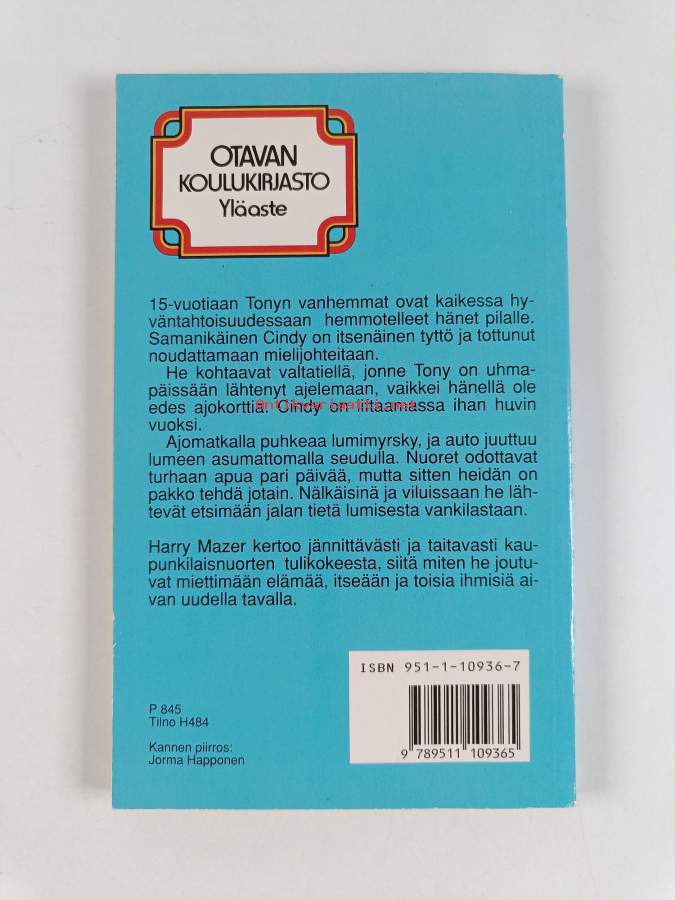 OTAVAN
KOULUKIRJASTO
Yläaste
15-vuotiaan Tonyn vanhemmat ovat kaikessa hy-
väntahtoisuudessaan hemmotelleet hänet pilalle.
Samanikäinen Cindy on itsenäinen tyttö ja tottunut
noudattamaan mielijohteitaan.
He kohtaavat valtatiellä, jonne Tony on uhma-
päissään lähtenyt ajelemaan, vaikkei hänellä ole
edes ajokorttia. Cindy on liftaamassa ihan huvin
vuoksi.
Antikvariaatti.net
Ajomatkalla puhkeaa lumimyrsky, ja auto juuttuu
lumeen asumattomalla seudulla. Nuoret odottavat
turhaan apua pari päivää, mutta sitten heidän on
pakko tehdä jotain. Nälkäisinä ja viluissaan he läh-
tevät etsimään jalan tietä lumisesta vankilastaan.
Harry Mazer kertoo jännittävästi ja taitavasti kau-
punkilaisnuorten tulikokeesta, siitä miten he joutu-
vat miettimään elämää, itseään ja toisia ihmisiä ai-
van uudella tavalla.
ISBN 951-1-10936-7
9 789511 109365
P 845
Tilno H484
Kannen piirros:
Jorma Happonen